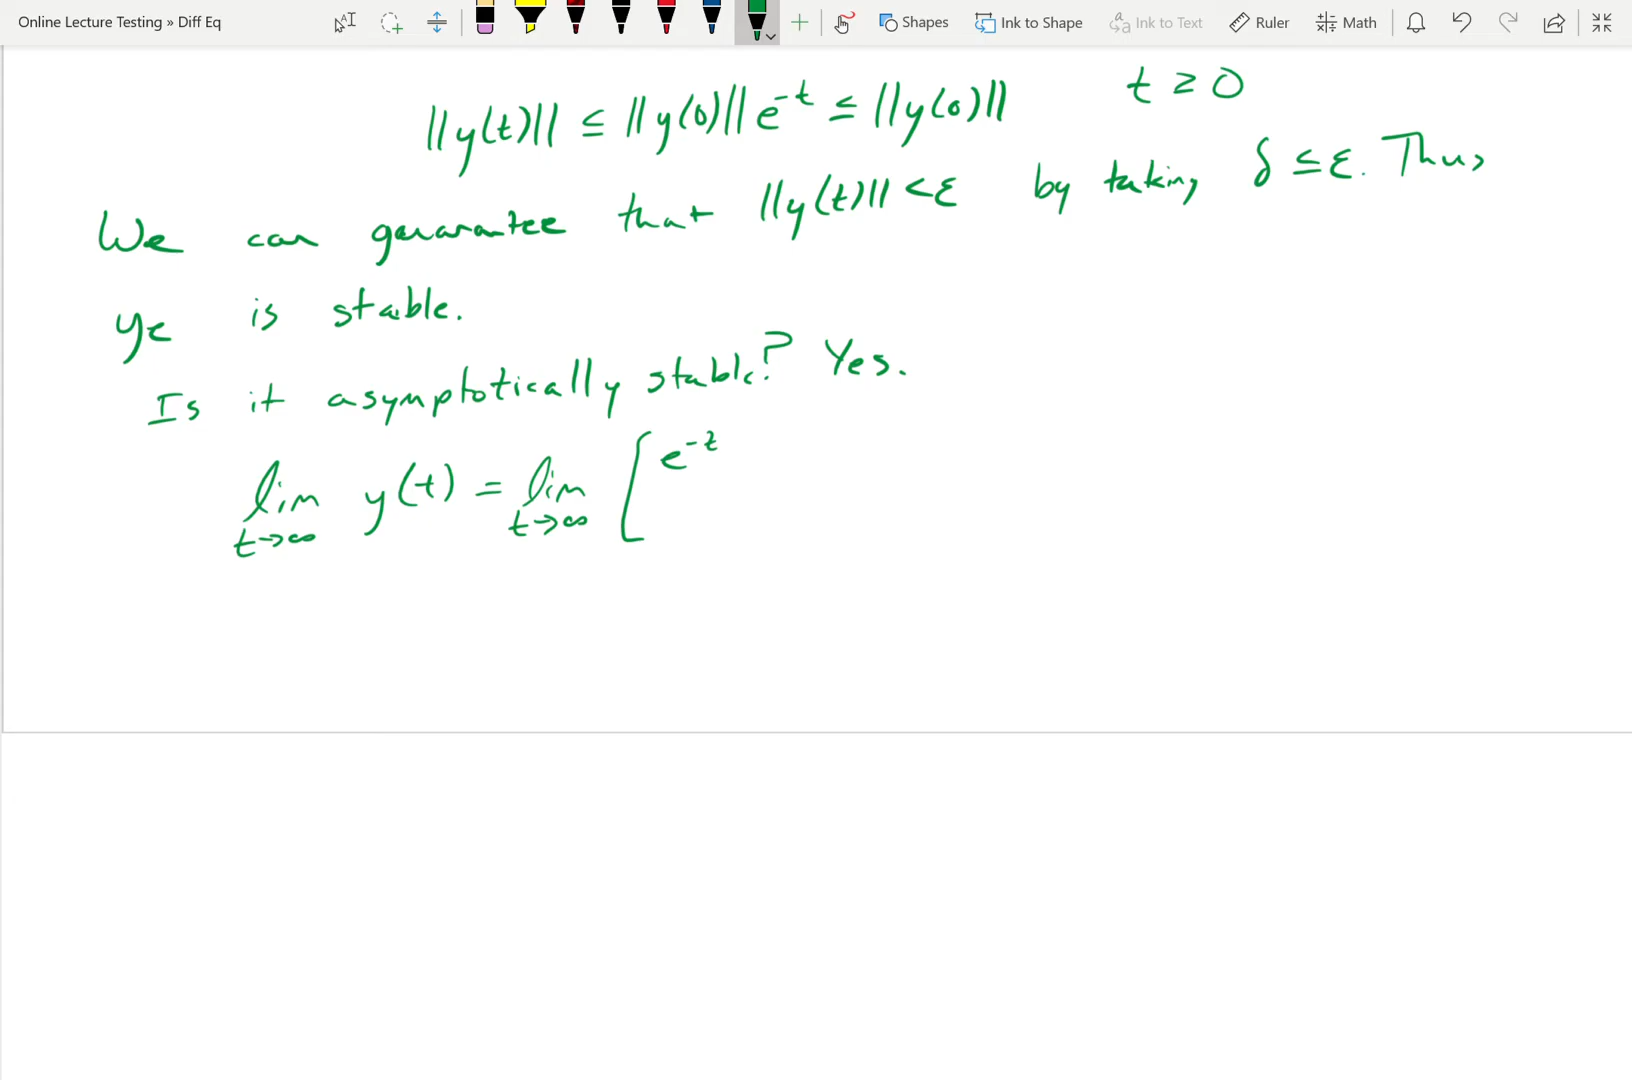 Online Lecture Testing » Diff Eq
Shapes
Ink to Shape
Ink to Text
Ruler
Math
||y(t)|| ≤ ||y(0)|| e^{-t} ≤ ||y(0)|| t ≥ 0
We can guarantee that ||y(t)|| < ε by taking δ ≤ ε. Thus
y_e is stable.
Is it asymptotically stable? Yes.
lim_{t→∞} y(t) = lim_{t→∞} [ e^{-t}